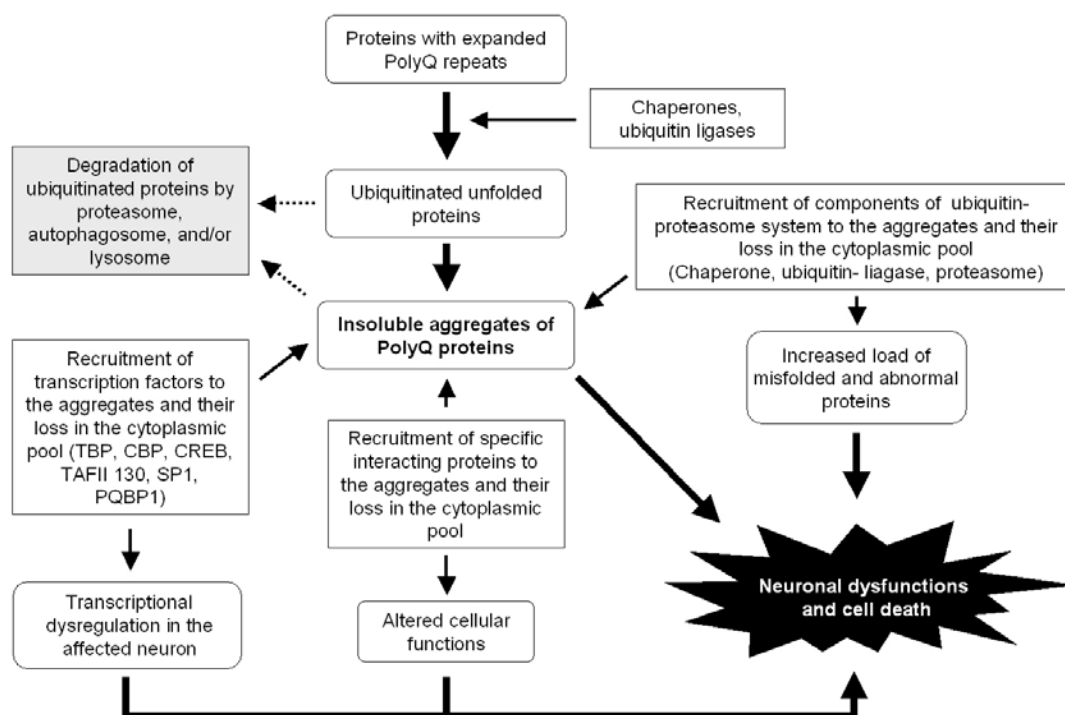 Proteins with expanded
PolyQ repeats
Chaperones,
ubiquitin ligases
Degradation of
ubiquitinated proteins by
proteasome,
autophagosome, and/or
lysosome
Ubiquitinated unfolded
proteins
Recruitment of components of ubiquitin-
proteasome system to the aggregates and their
loss in the cytoplasmic pool
(Chaperone, ubiquitin- liagase, proteasome)
Insoluble aggregates of
PolyQ proteins
Recruitment of
transcription factors to
the aggregates and their
loss in the cytoplasmic
pool (TBP, CBP, CREB,
TAFII 130, SP1,
PQBP1)
Increased load of
misfolded and abnormal
proteins
Recruitment of specific
interacting proteins to
the aggregates and their
loss in the cytoplasmic
pool
Neuronal dysfunctions
and cell death
Transcriptional
dysregulation in the
affected neuron
Altered cellular
functions